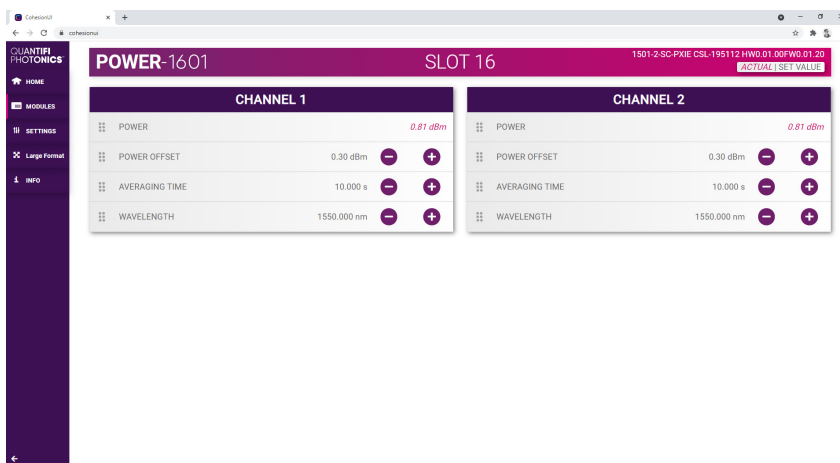 CohesionUI
cohesionui
QUANTIFI
PHOTONICS
HOME
MODULES
SETTINGS
Large Format
INFO
POWER-1601
SLOT 16
1501-2-SC-PXIE CSL-195112 HW0.01.00FW0.01.20
ACTUAL | SET VALUE
CHANNEL 1
POWER 0.81 dBm
POWER OFFSET 0.30 dBm
AVERAGING TIME 10.000 s
WAVELENGTH 1550.000 nm
CHANNEL 2
POWER 0.81 dBm
POWER OFFSET 0.30 dBm
AVERAGING TIME 10.000 s
WAVELENGTH 1550.000 nm